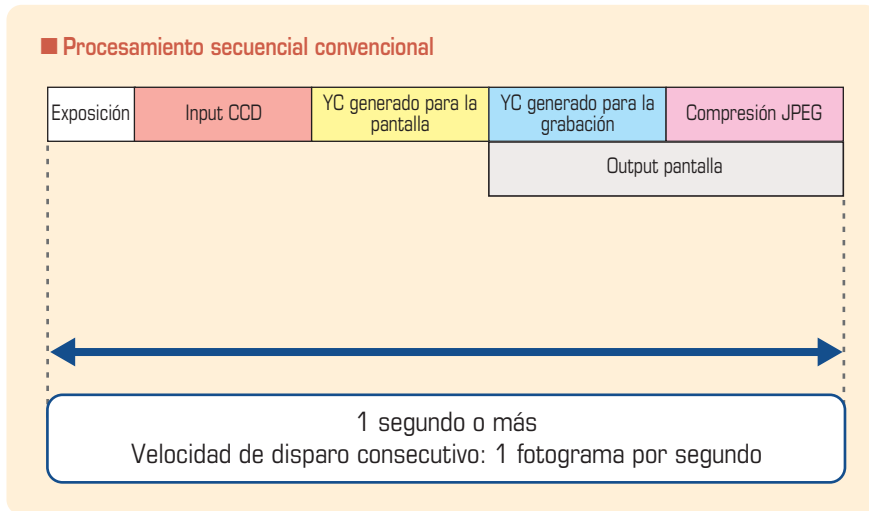 ■ Procesamiento secuencial convencional
Exposición
Input CCD
YC generado para la
pantalla
YC generado para la
grabación
Compresión JPEG
Output pantalla
1 segundo o más
Velocidad de disparo consecutivo: 1 fotograma por segundo